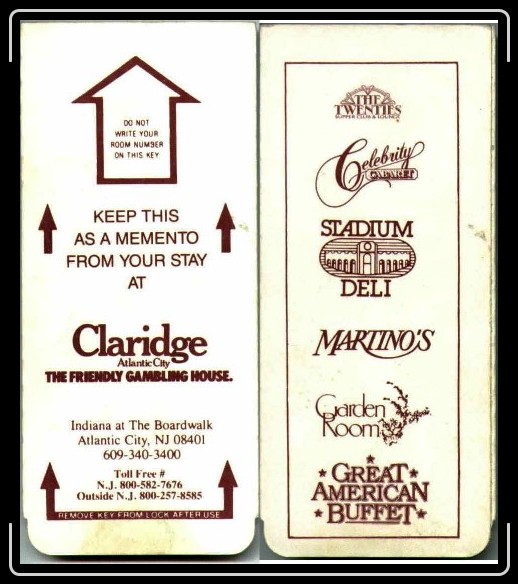 DO NOT
WRITE YOUR
ROOM NUMBER
ON THIS KEY
KEEP THIS
AS A MEMENTO
FROM YOUR STAY
AT
Claridge
Atlantic City
THE FRIENDLY GAMBLING HOUSE.
Indiana at The Boardwalk
Atlantic City, NJ 08401
609-340-3400
Toll Free #
N.J. 800-582-7676
Outside N.J. 800-257-8585
REMOVE KEY FROM LOCK AFTER USE
THE
TWENTIES
SUPPER CLUB & LOUNGE
Celebrity
CABARET
STADIUM
DELI
MARTINO'S
Garden
Room
GREAT
AMERICAN
BUFFET